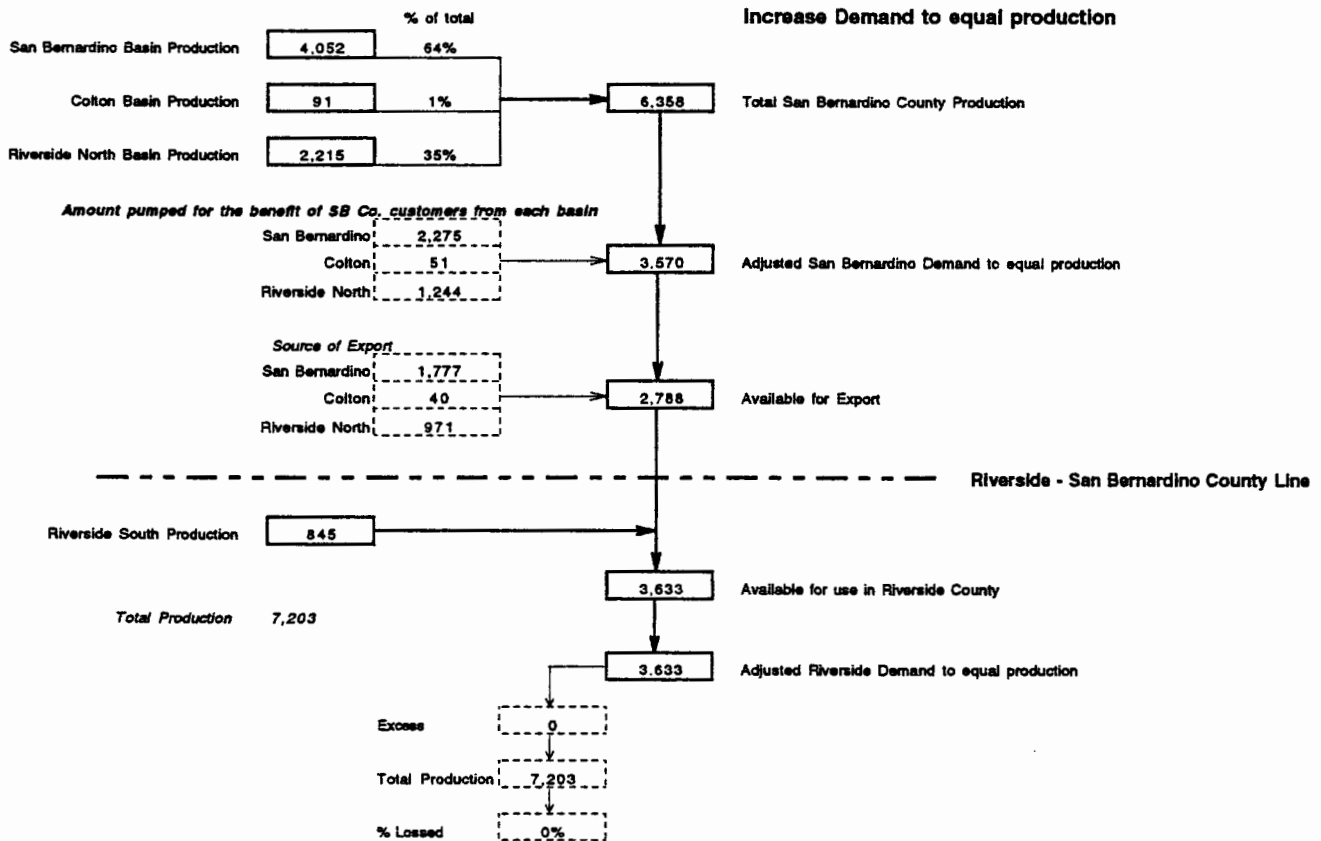 % of total
Increase Demand to equal production
San Bernardino Basin Production 4,052 64%
Colton Basin Production 91 1% 6,358 Total San Bernardino County Production
Riverside North Basin Production 2,215 35%
Amount pumped for the benefit of SB Co. customers from each basin
San Bernardino 2,275
Colton 51 3,570 Adjusted San Bernardino Demand to equal production
Riverside North 1,244
Source of Export
San Bernardino 1,777
Colton 40 2,788 Available for Export
Riverside North 971
Riverside - San Bernardino County Line
Riverside South Production 845
3,633 Available for use in Riverside County
Total Production 7,203
3.633 Adjusted Riverside Demand to equal production
Excess 0
Total Production 7,203
% Lossed 0%